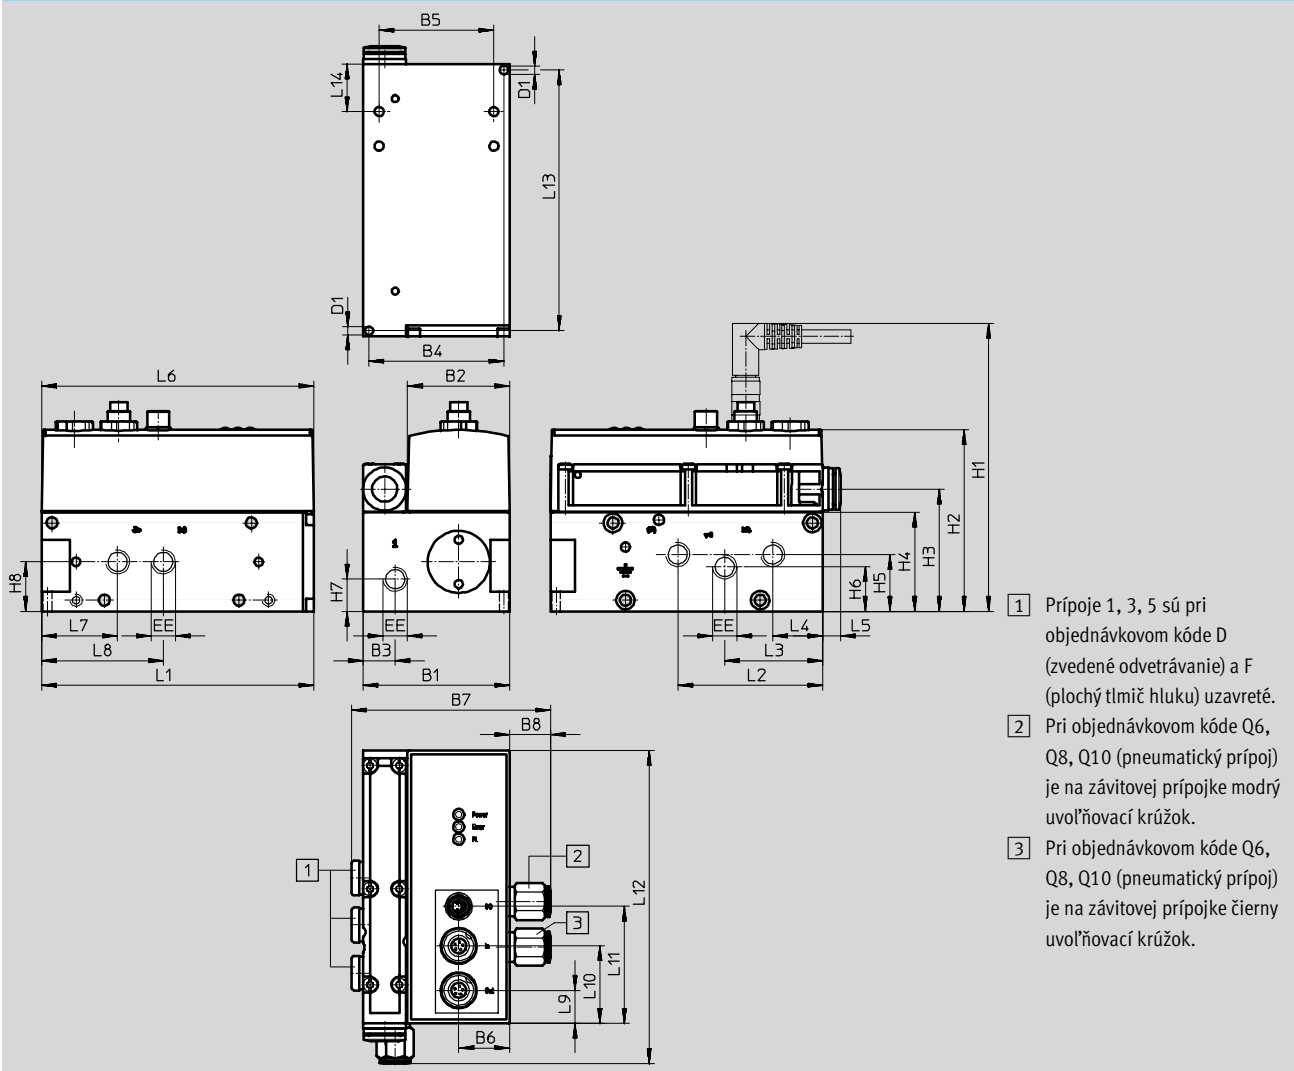 B5
L14
D1
L13
D1
B4
L6
B2
H1
H2
H3
H4
H5
H6
H7
H8
1
L7
EE
L8
L1
EE
B3
B1
EE
L4
L5
L3
L2
B7
B8
Power
Error
1
2
3
L12
L11
L10
L9
B6
1 Prípoje 1, 3, 5 sú pri
objednávkovom kóde D
(zvedené odvetrávanie) a F
(plochý tlmič hluku) uzavreté.
2 Pri objednávkovom kóde Q6,
Q8, Q10 (pneumatický prípoj)
je na závitovej prípojke modrý
uvoľňovací krúžok.
3 Pri objednávkovom kóde Q6,
Q8, Q10 (pneumatický prípoj)
je na závitovej prípojke čierny
uvoľňovací krúžok.